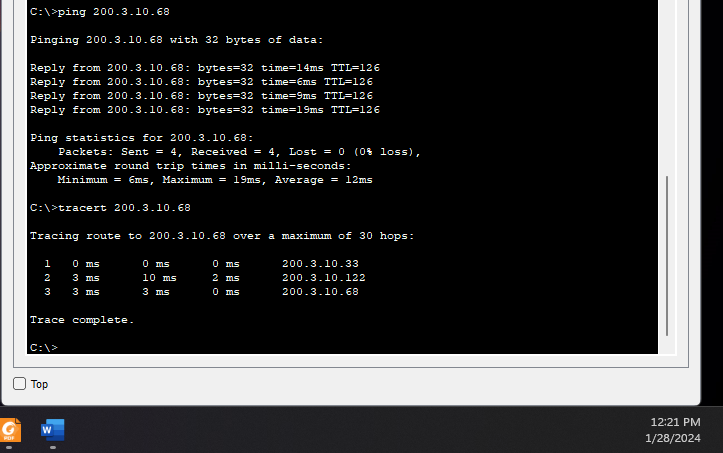 C:\>ping 200.3.10.68
Pinging 200.3.10.68 with 32 bytes of data:
Reply from 200.3.10.68: bytes=32 time=14ms TTL=126
Reply from 200.3.10.68: bytes=32 time=6ms TTL=126
Reply from 200.3.10.68: bytes=32 time=9ms TTL=126
Reply from 200.3.10.68: bytes=32 time=19ms TTL=126
Ping statistics for 200.3.10.68:
Packets: Sent = 4, Received = 4, Lost = 0 (0% loss),
Approximate round trip times in milli-seconds:
Minimum = 6ms, Maximum = 19ms, Average = 12ms
C:\>tracert 200.3.10.68
Tracing route to 200.3.10.68 over a maximum of 30 hops:
1 0 ms 0 ms 0 ms 200.3.10.33
2 3 ms 10 ms 2 ms 200.3.10.122
3 3 ms 3 ms 0 ms 200.3.10.68
Trace complete.
C:\>
Top
PDF
W
12:21 PM
1/28/2024